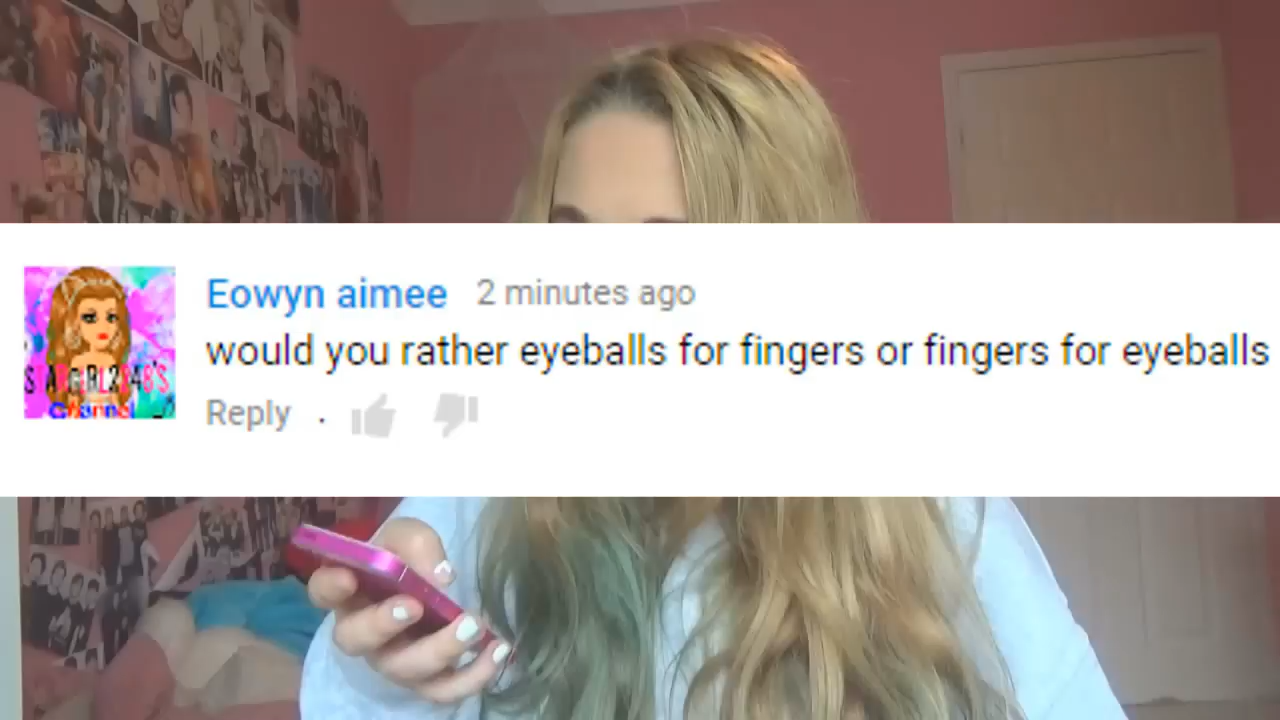 Eowyn aimee 2 minutes ago
would you rather eyeballs for fingers or fingers for eyeballs
Reply .